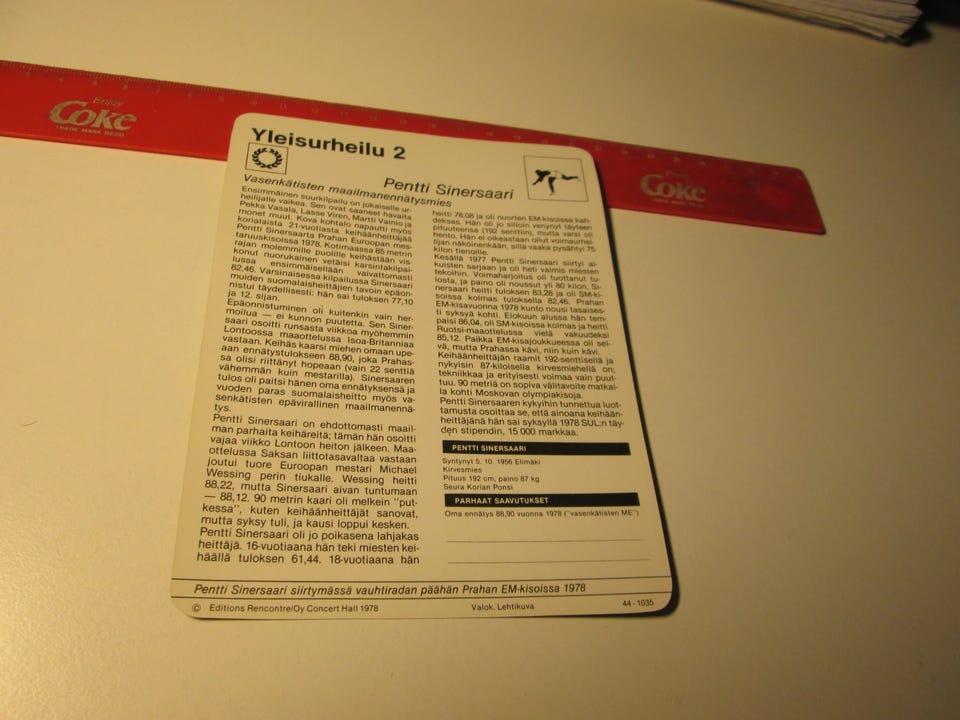 Enjoy
Coke
TRADE MARK REGD
Enjoy
Coke
Yleisurheilu 2
Pentti Sinersaari
Vasenkätisten maailmanennätysmies
Ensimmäinen suurkilpailu on jokaiselle ur-
heilijalle vaikea. Sen ovat saaneet havaita
Pekka Vasala, Lasse Viren, Martti Vainio ja
monet muut. Kova kohtalo napautti myös
korialaista 21-vuotiasta keihäänheittäjää
Pentti Sinersaarta Prahan Euroopan mes-
taruuskisoissa 1978. Kotimaassa 85 metrin
rajan molemmille puolille keihästään vis-
konut nuorukainen vetäisi karsintakilpai-
lussa ensimmäisellään vaivattomasti
82,46. Varsinaisessa kilpailussa Sinersaari
muiden suomalaisheittäjien tavoin epäon-
nistui täydellisesti: hän sai tuloksen 77,10
ja 12. sijan.
Epäonnistuminen oli kuitenkin vain her-
moilua — ei kunnon puutetta. Sen Siner-
saari osoitti runsasta viikkoa myöhemmin
Lontoossa maaottelussa Isoa-Britanniaa
vastaan. Keihäs kaarsi miehen omaan upe-
aan ennätystulokseen 88,90, joka Prahas-
sa olisi riittänyt hopeaan (vain 22 senttiä
vähemmän kuin mestarilla). Sinersaaren
tulos oli paitsi hänen oma ennätyksensä ja
vuoden paras suomalaisheitto myös va-
senkätisten epävirallinen maailmanennä-
tys.
Pentti Sinersaari on ehdottomasti maail-
man parhaita keihäreitä; tämän hän osoitti
vajaa viikko Lontoon heiton jälkeen. Maa-
ottelussa Saksan liittotasavaltaa vastaan
joutui tuore Euroopan mestari Michael
Wessing perin tiukalle. Wessing heitti
88,22, mutta Sinersaari aivan tuntumaan
— 88,12. 90 metrin kaari oli melkein "put-
kessa", kuten keihäänheittäjät sanovat,
mutta syksy tuli, ja kausi loppui kesken.
Pentti Sinersaari oli jo poikasena lahjakas
heittäjä. 16-vuotiaana hän teki miesten kei-
häällä tuloksen 61,44. 18-vuotiaana hän
heitti 78,08 ja oli nuorten EM-kisoissa kah-
deksas. Hän oli jo silloin venynyt täyteen
pituuteensa (192 senttiin), mutta varsi oli
hento. Hän ei oikeastaan ollut voimaurhei-
lijan näköinenkään, sillä vaaka pysähtyi 75
kilon tienoille.
Kesällä 1977 Pentti Sinersaari siirtyi ai-
kuisten sarjaan ja oli heti valmis miesten
tekoihin. Voimaharjoitus oli tuottanut tu-
losta, ja paino oli noussut yli 80 kilon. Si-
nersaari heitti tuloksen 83,28 ja oli SM-ki-
soissa kolmas tuloksella 82,46. Prahan
EM-kisavuonna 1978 kunto nousi tasaises-
ti syksyä kohti. Elokuun alussa hän tem-
paisi 86,04, oli SM-kisoissa kolmas ja heitti
Ruotsi-maaottelussa vielä vakuudeksi
85,12. Paikka EM-kisajoukkueessa oli sel-
vä, mutta Prahassa kävi, niin kuin kävi.
Keihäänheittäjän raamit 192-senttisellä ja
nykyisin 87-kiloisella kirvesmiehellä on;
tekniikkaa ja erityisesti voimaa vain puut-
tuu. 90 metriä on sopiva välitavoite matkal-
la kohti Moskovan olympiakisoja.
Pentti Sinersaaren kykyihin tunnettua luot-
tamusta osoittaa se, että ainoana keihään-
heittäjänä hän sai syksyllä 1978 SUL:n täy-
den stipendin, 15 000 markkaa.
PENTTI SINERSAARI
Syntynyt 5. 10. 1956 Elimäki
Kirvesmies
Pituus 192 cm, paino 87 kg
Seura Korian Ponsi
PARHAAT SAAVUTUKSET
Oma ennätys 88,90 vuonna 1978 ("vasenkätisten ME")
Pentti Sinersaari siirtymässä vauhtiradan päähän Prahan EM-kisoissa 1978
© Editions Rencontre/Oy Concert Hall 1978
Valok. Lehtikuva
44 - 1035